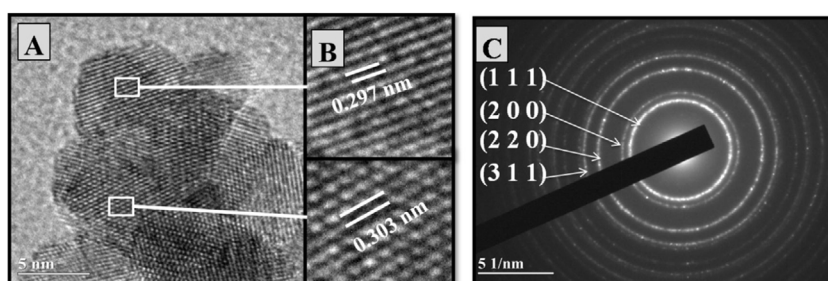 A
5 nm
B
0.297 nm
0.303 nm
C
(1 1 1)
(2 0 0)
(2 2 0)
(3 1 1)
5 1/nm